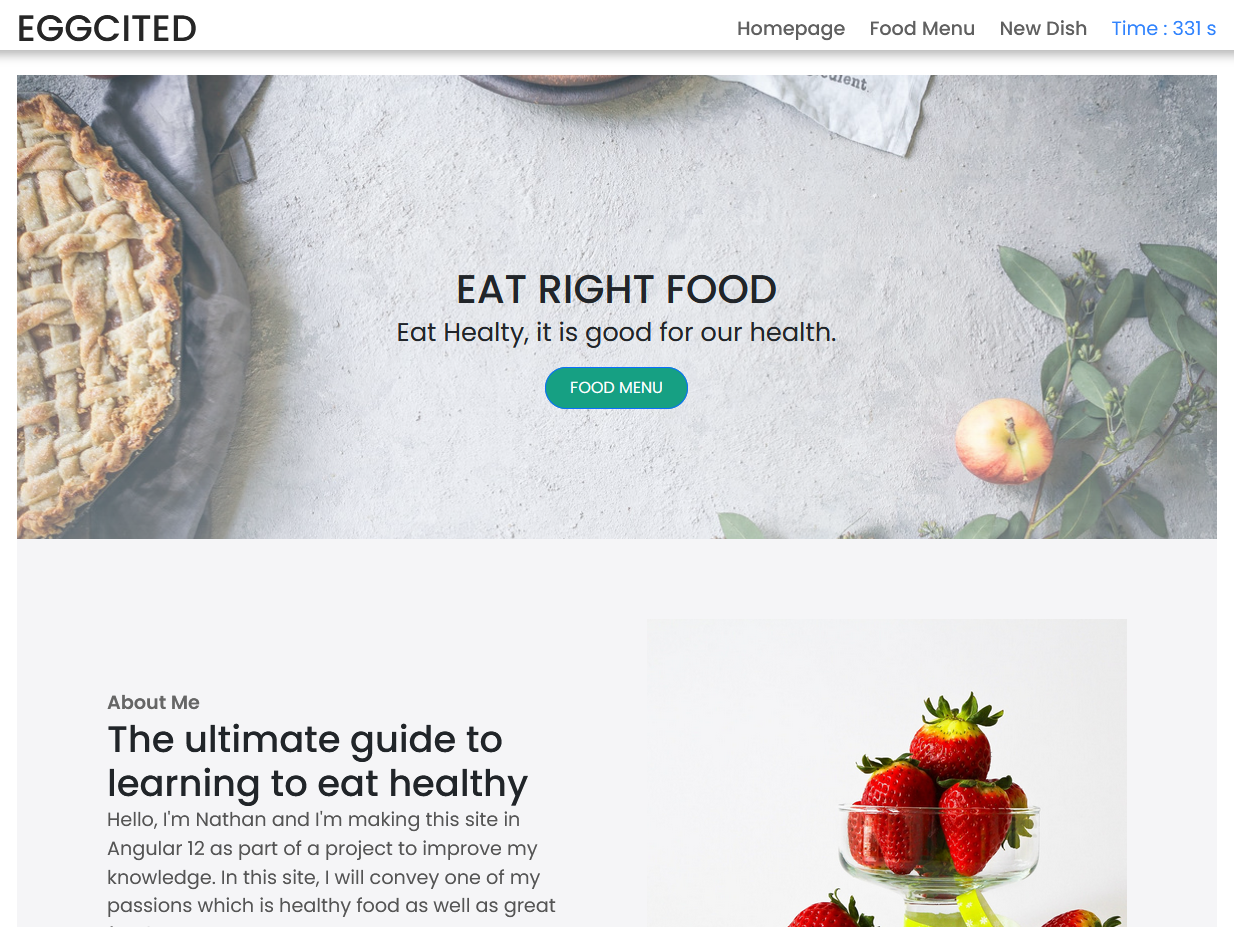 EGGCITED
Homepage Food Menu New Dish Time : 331 s
EAT RIGHT FOOD
Eat Healty, it is good for our health.
FOOD MENU
About Me
The ultimate guide to
learning to eat healthy
Hello, I'm Nathan and I'm making this site in
Angular 12 as part of a project to improve my
knowledge. In this site, I will convey one of my
passions which is healthy food as well as great